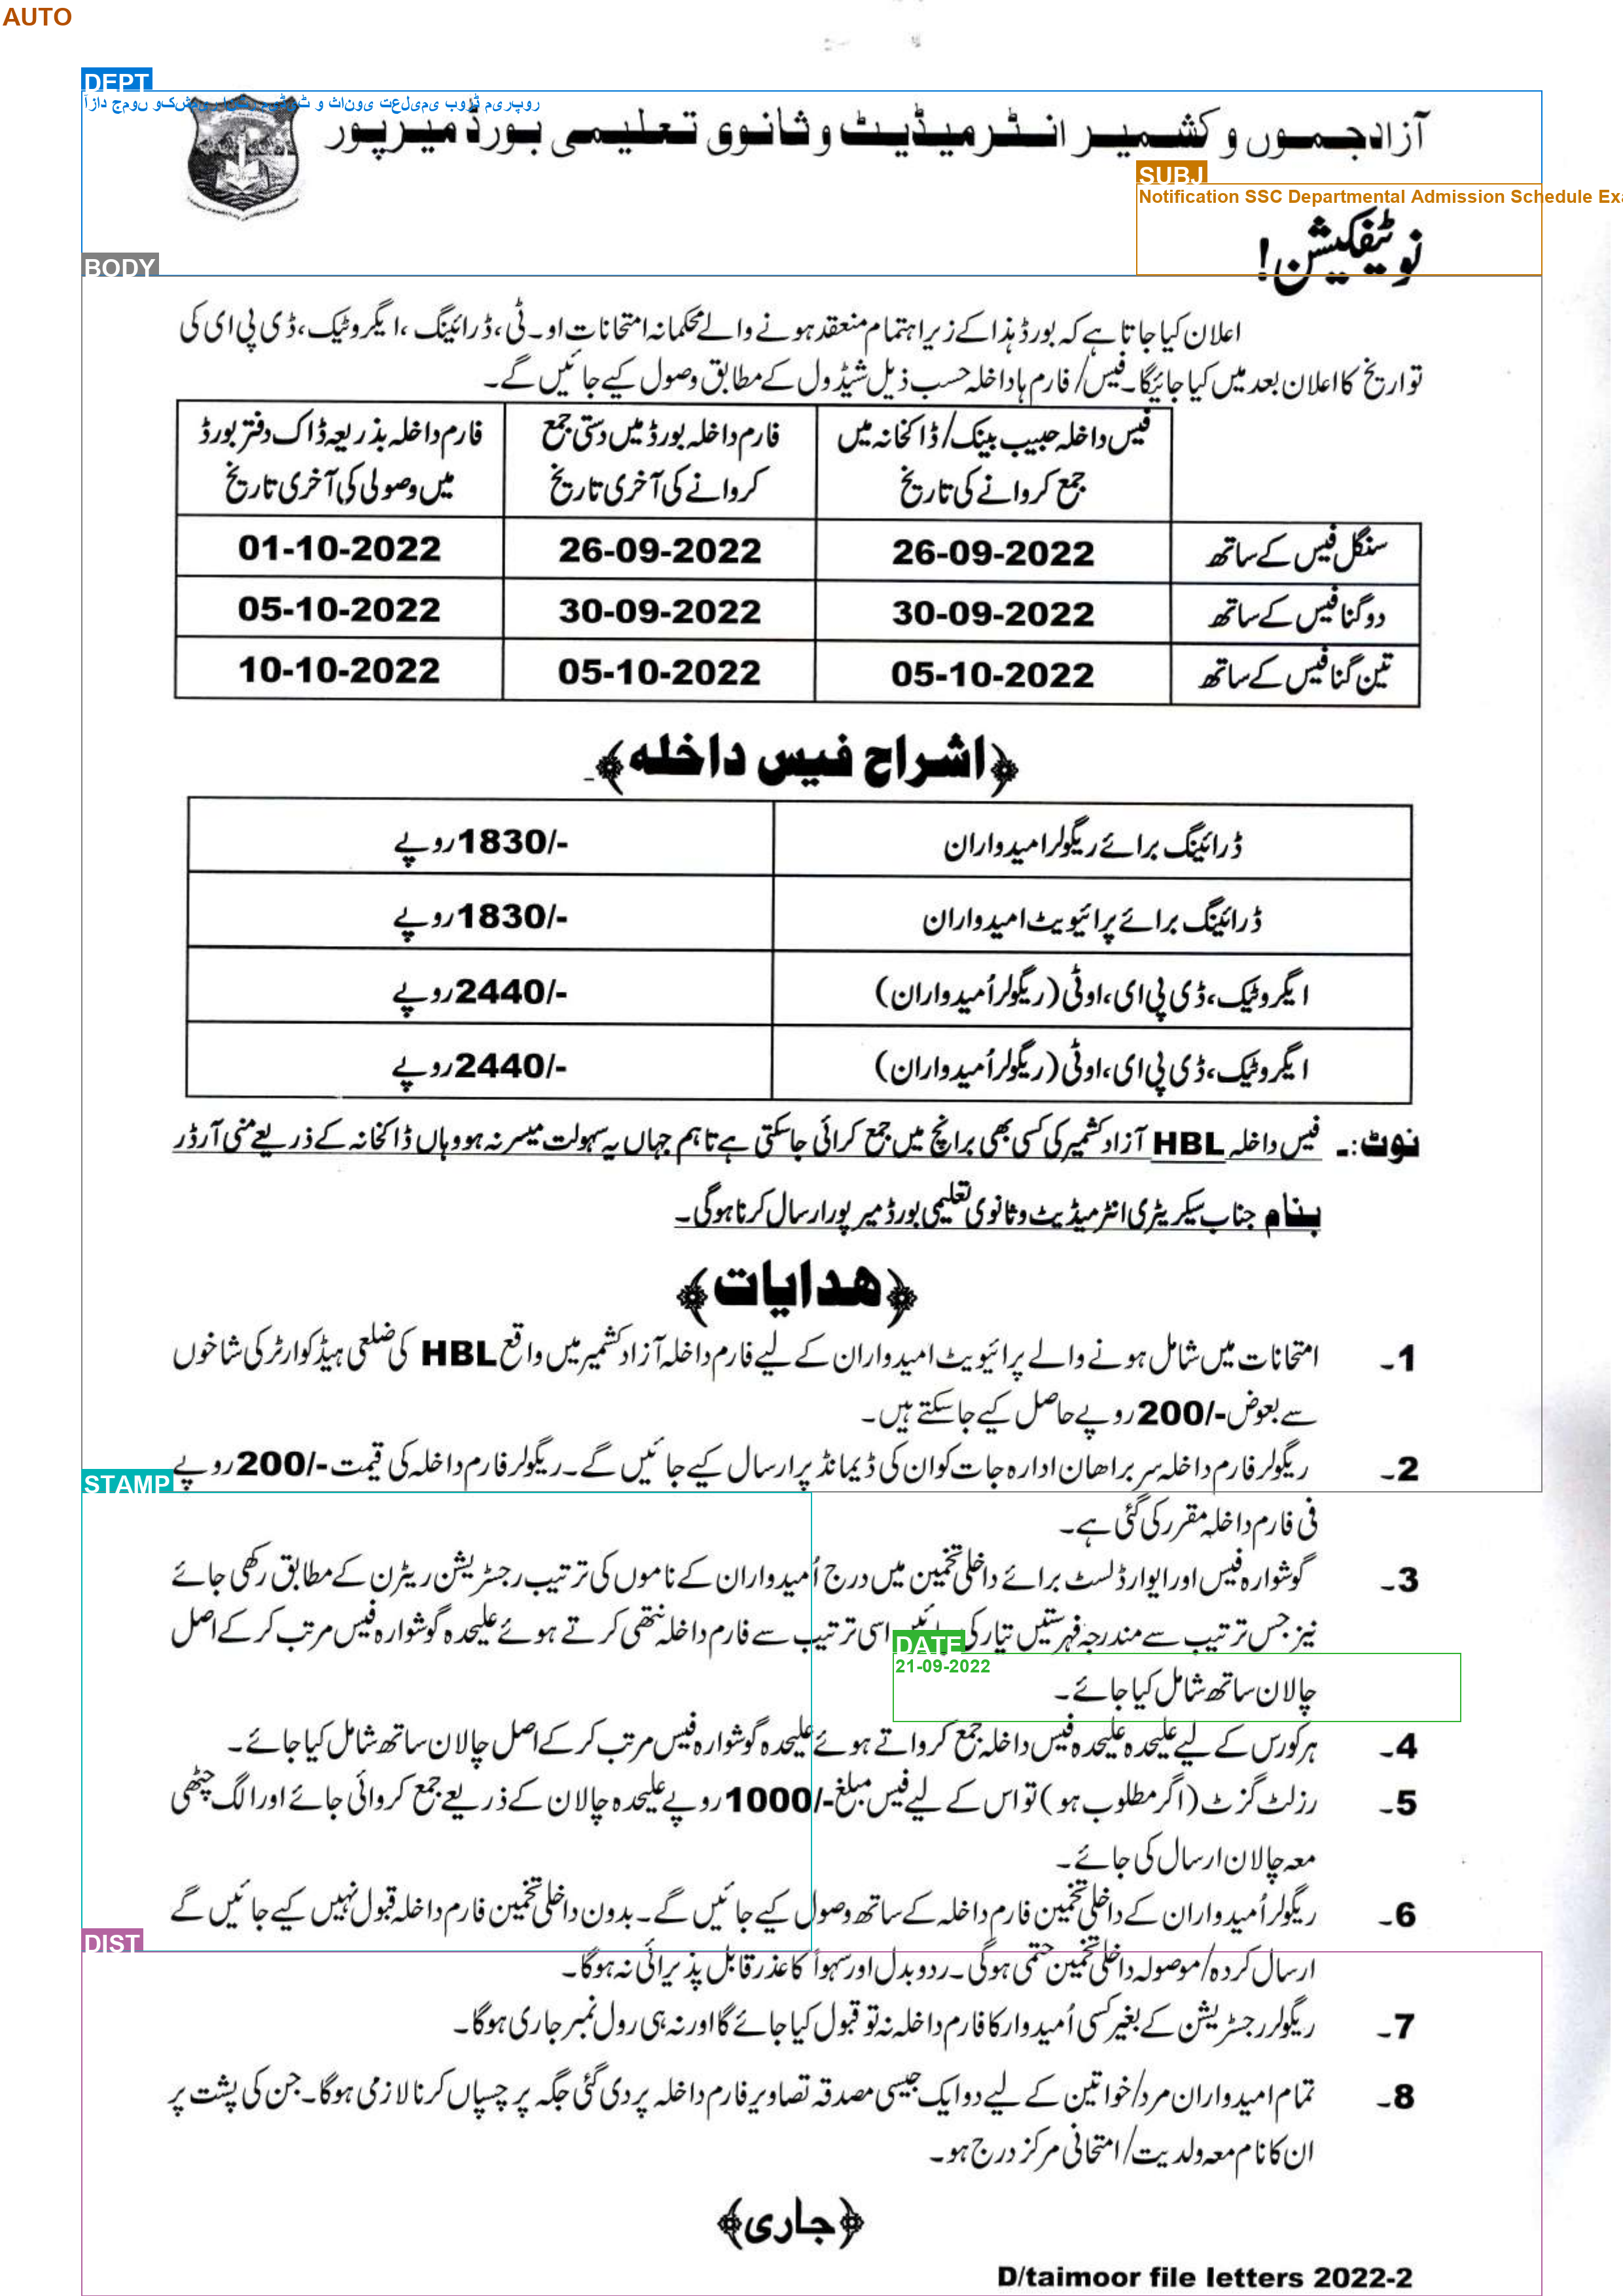 AUTO
DEPT
آزاد جموں وکشمیر انٹرمیڈیٹ و ثانوی تعلیمی بورڈ میرپور
آزاد جموں و کشمیر انٹرمیڈیٹ و ثانوی تعلیمی بورڈ میرپور
SUBJ
Notification SSC Departmental Admission Schedule Ex
نوٹیفکیشن!
BODY
اعلان کیا جاتا ہے کہ بورڈ ہذا کے زیر اہتمام منعقد ہونے والے محکمانہ امتحانات او۔ٹی، ڈرائینگ، ایگروٹیک، ڈی پی ای کی
تواریخ کا اعلان بعد میں کیا جائیگا۔ فیس/ فارم ہا داخلہ حسب ذیل شیڈول کے مطابق وصول کیے جائیں گے۔
فیس داخلہ حبیب بینک/ ڈاکخانہ میں جمع کروانے کی تاریخ
فارم داخلہ بورڈ میں دستی جمع کروانے کی آخری تاریخ
فارم داخلہ بذریعہ ڈاک دفتر بورڈ میں وصولی کی آخری تاریخ
سنگل فیس کے ساتھ 26-09-2022 26-09-2022 01-10-2022
دوگنا فیس کے ساتھ 30-09-2022 30-09-2022 05-10-2022
تین گنا فیس کے ساتھ 05-10-2022 05-10-2022 10-10-2022
﴿اشراح فیس داخلہ﴾۔
ڈرائینگ برائے ریگولر امیدواران 1830/- روپے
ڈرائینگ برائے پرائیویٹ امیدواران 1830/- روپے
ایگروٹیک، ڈی پی ای، اوٹی (ریگولر اُمیدواران) 2440/- روپے
ایگروٹیک، ڈی پی ای، اوٹی (ریگولر اُمیدواران) 2440/- روپے
نوٹ:۔ فیس داخلہ HBL آزاد کشمیر کی کسی بھی برانچ میں جمع کرائی جاسکتی ہے تاہم جہاں یہ سہولت میسر نہ ہو وہاں ڈاکخانہ کے ذریعے منی آرڈر
بنام جناب سیکریٹری انٹرمیڈیٹ و ثانوی تعلیمی بورڈ میرپور ارسال کرنا ہوگی۔
﴿ھدایات﴾
1۔ امتحانات میں شامل ہونے والے پرائیویٹ امیدواران کے لیے فارم داخلہ آزاد کشمیر میں واقع HBL کی ضلعی ہیڈکوارٹر کی شاخوں
سے بعوض 200/- روپے حاصل کیے جاسکتے ہیں۔
2۔ ریگولر فارم داخلہ سربراھان ادارہ جات کو ان کی ڈیمانڈ پر ارسال کیے جائیں گے۔ ریگولر فارم داخلہ کی قیمت 200/- روپے
STAMP
فی فارم داخلہ مقرر کی گئی ہے۔
3۔ گوشوارہ فیس اور ایوارڈ لسٹ برائے داخلی تخمین میں درج اُمیدواران کے ناموں کی ترتیب رجسٹریشن ریٹرن کے مطابق رکھی جائے
نیز جس ترتیب سے مندرجہ فہرستیں تیار کی جائیں اسی ترتیب سے فارم داخلہ نتھی کرتے ہوئے علیحدہ گوشوارہ فیس مرتب کر کے اصل
DATE
21-09-2022
چالان ساتھ شامل کیا جائے۔
4۔ ہر کورس کے لیے علیحدہ علیحدہ فیس داخلہ جمع کرواتے ہوئے علیحدہ گوشوارہ فیس مرتب کر کے اصل چالان ساتھ شامل کیا جائے۔
5۔ رزلٹ گزٹ (اگر مطلوب ہو) تو اس کے لیے فیس مبلغ 1000/- روپے علیحدہ چالان کے ذریعے جمع کروائی جائے اور الگ چٹھی
معہ چالان ارسال کی جائے۔
6۔ ریگولر اُمیدواران کے داخلی تخمین فارم داخلہ کے ساتھ وصول کیے جائیں گے۔ بدون داخلی تخمین فارم داخلہ قبول نہیں کیے جائیں گے
DIST
ارسال کردہ/ موصولہ داخلی تخمین حتمی ہوگی۔ ردوبدل اور سہواً کا عذر قابل پذیرائی نہ ہوگا۔
7۔ ریگولر رجسٹریشن کے بغیر کسی اُمیدوار کا فارم داخلہ نہ تو قبول کیا جائے گا اور نہ ہی رول نمبر جاری ہوگا۔
8۔ تمام امیدواران مرد/خواتین کے لیے دو ایک جیسی مصدقہ تصاویر فارم داخلہ پر دی گئی جگہ پر چسپاں کرنا لازمی ہوگا۔ جن کی پشت پر
ان کا نام معہ ولدیت/ امتحانی مرکز درج ہو۔
﴿جاری﴾
D/taimoor file letters 2022-2